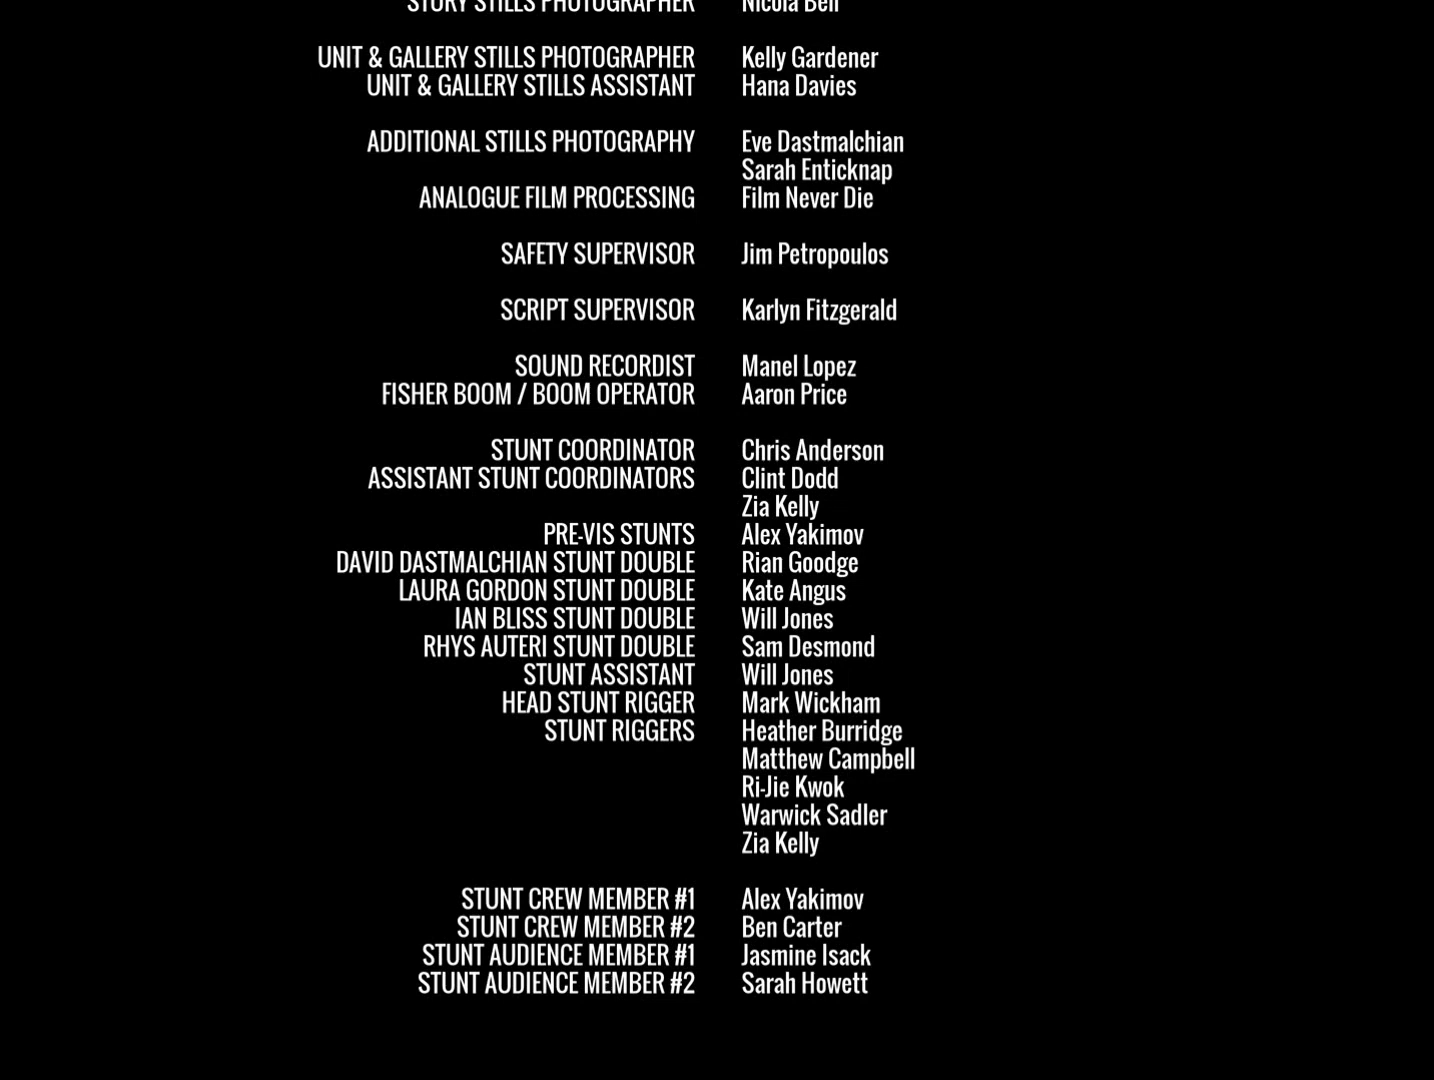 STORY STILLS PHOTOGRAPHER Nicola Bell
UNIT & GALLERY STILLS PHOTOGRAPHER Kelly Gardener
UNIT & GALLERY STILLS ASSISTANT Hana Davies
ADDITIONAL STILLS PHOTOGRAPHY Eve Dastmalchian
Sarah Enticknap
ANALOGUE FILM PROCESSING Film Never Die
SAFETY SUPERVISOR Jim Petropoulos
SCRIPT SUPERVISOR Karlyn Fitzgerald
SOUND RECORDIST Manel Lopez
FISHER BOOM / BOOM OPERATOR Aaron Price
STUNT COORDINATOR Chris Anderson
ASSISTANT STUNT COORDINATORS Clint Dodd
Zia Kelly
PRE-VIS STUNTS Alex Yakimov
DAVID DASTMALCHIAN STUNT DOUBLE Rian Goodge
LAURA GORDON STUNT DOUBLE Kate Angus
IAN BLISS STUNT DOUBLE Will Jones
RHYS AUTERI STUNT DOUBLE Sam Desmond
STUNT ASSISTANT Will Jones
HEAD STUNT RIGGER Mark Wickham
STUNT RIGGERS Heather Burridge
Matthew Campbell
Ri-Jie Kwok
Warwick Sadler
Zia Kelly
STUNT CREW MEMBER #1 Alex Yakimov
STUNT CREW MEMBER #2 Ben Carter
STUNT AUDIENCE MEMBER #1 Jasmine Isack
STUNT AUDIENCE MEMBER #2 Sarah Howett